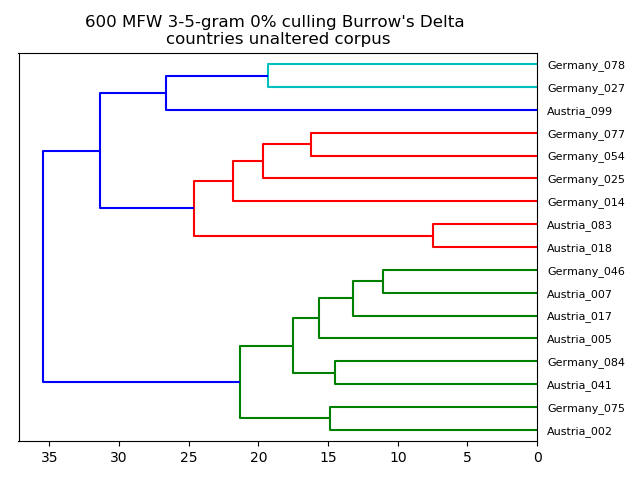 600 MFW 3-5-gram 0% culling Burrow's Delta
countries unaltered corpus
Germany_078
Germany_027
Austria_099
Germany_077
Germany_054
Germany_025
Germany_014
Austria_083
Austria_018
Germany_046
Austria_007
Austria_017
Austria_005
Germany_084
Austria_041
Germany_075
Austria_002
35 30 25 20 15 10 5 0